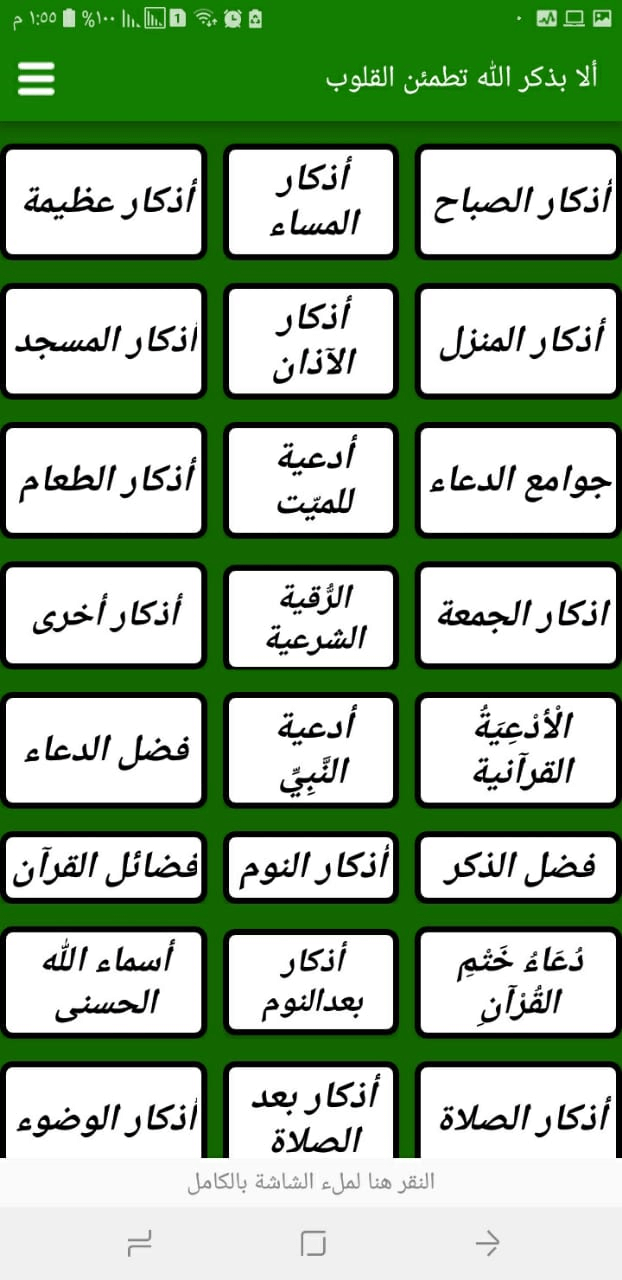 ١:٥٥ م %١٠٠ 1
ألا بذكر الله تطمئن القلوب
أذكار الصباح
أذكار
المساء
أذكار عظيمة
أذكار المنزل
أذكار
الآذان
أذكار المسجد
جوامع الدعاء
أدعية
للميّت
أذكار الطعام
اذكار الجمعة
الرُّقية
الشرعية
أذكار أخرى
الْأدْعِيَةُ
القرآنية
أدعية
النَّبِيِّ
فضل الدعاء
فضل الذكر
أذكار النوم
فضائل القرآن
دُعَاءُ خَتْمِ
القُرْآنِ
أذكار
بعدالنوم
أسماء الله
الحسنى
أذكار الصلاة
أذكار بعد
الصلاة
أذكار الوضوء
النقر هنا لملء الشاشة بالكامل